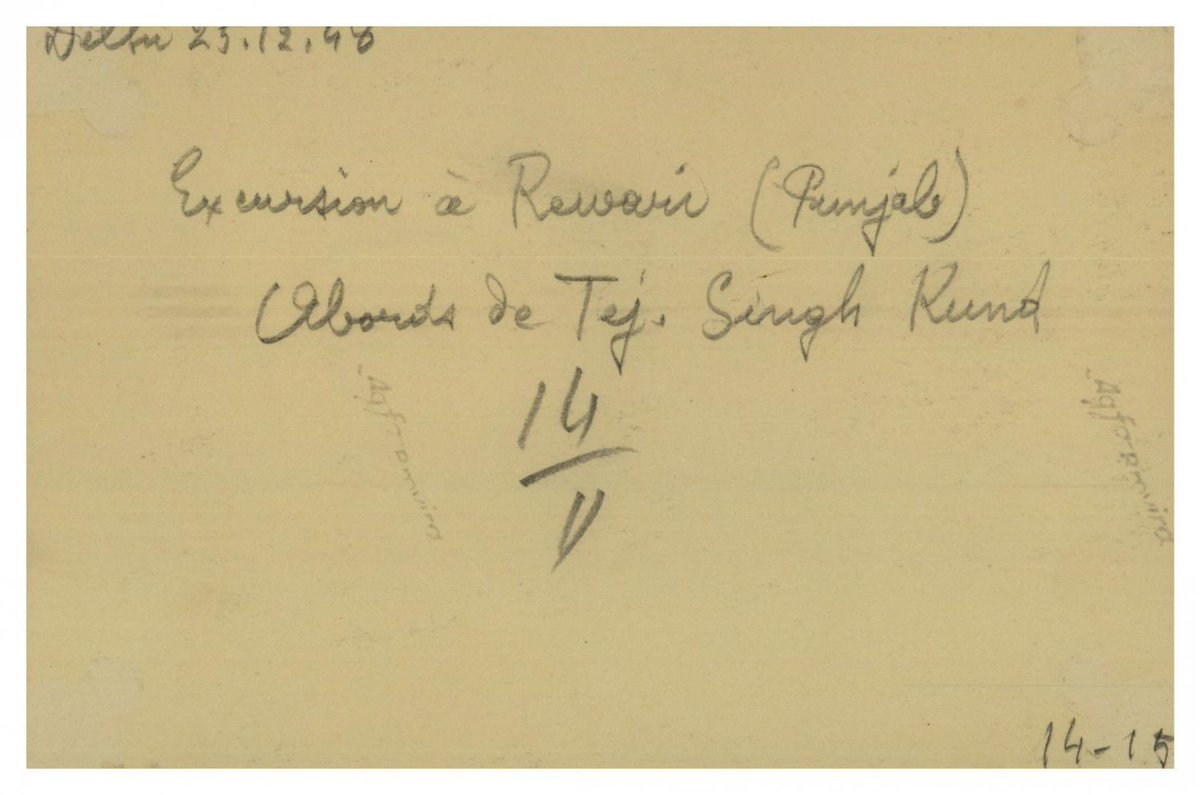 Delhi 23.12.48
Excursion à Rewari (Punjab)
(Abords de Tej. Singh Kund
14
V
14-15